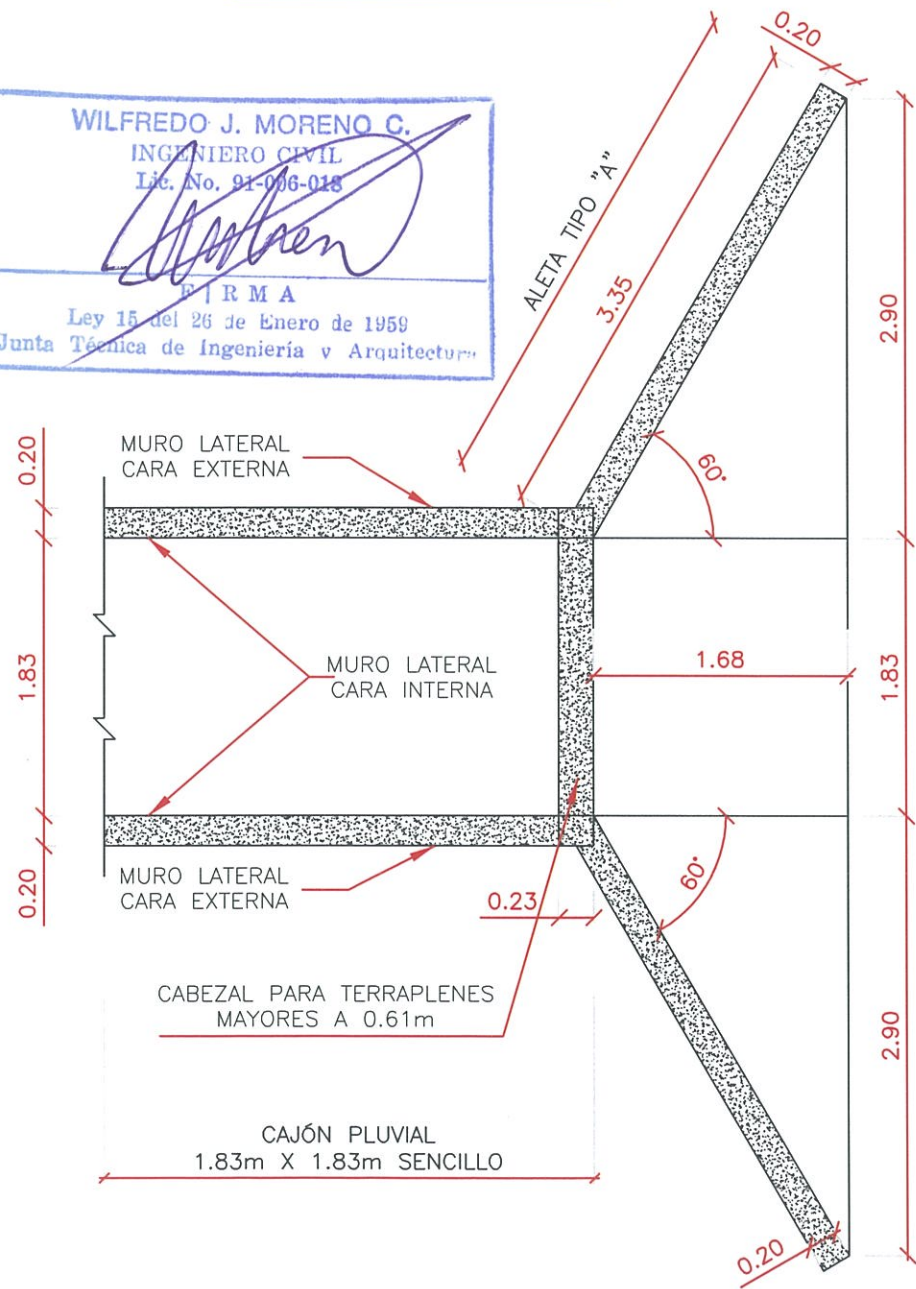 WILFREDO J. MORENO C.
INGENIERO CIVIL
Lic. No. 91-006-018
FIRMA
Ley 15 del 26 de Enero de 1959
Junta Técnica de Ingeniería y Arquitectura
0.20
ALETA TIPO "A"
3.35
2.90
60°
MURO LATERAL
CARA EXTERNA
0.20
1.83
MURO LATERAL
CARA INTERNA
1.68
1.83
MURO LATERAL
CARA EXTERNA
0.20
0.23
60°
CABEZAL PARA TERRAPLENES
MAYORES A 0.61m
2.90
CAJÓN PLUVIAL
1.83m X 1.83m SENCILLO
0.20